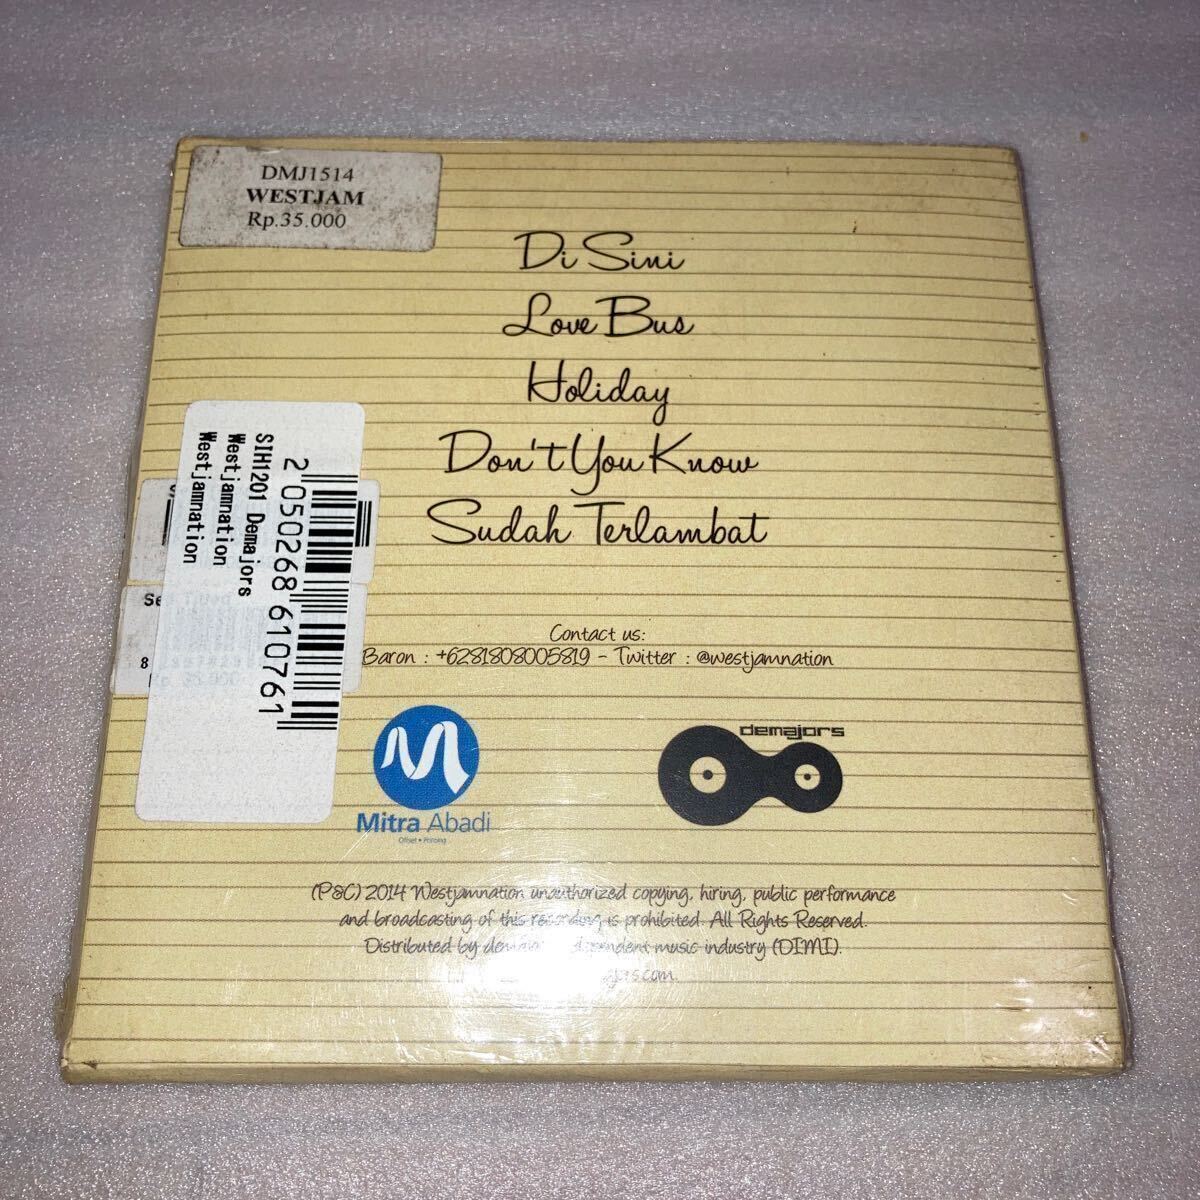 DMJ1514
WESTJAM
Rp.35.000
Di Sini
Love Bus
Holiday
Don't You Know
Sudah Terlambat
2 050268 610761
SIH1201 Demajors
Westjamnation
Westjamnation
Contact us:
Baron : +6281808005819 - Twitter : @westjamnation
demajors
Mitra Abadi
Offset • Printing
(P&C) 2014 Westjamnation unauthorized copying, hiring, public performance
and broadcasting of this recording is prohibited. All Rights Reserved.
Distributed by music industry (DIMI).